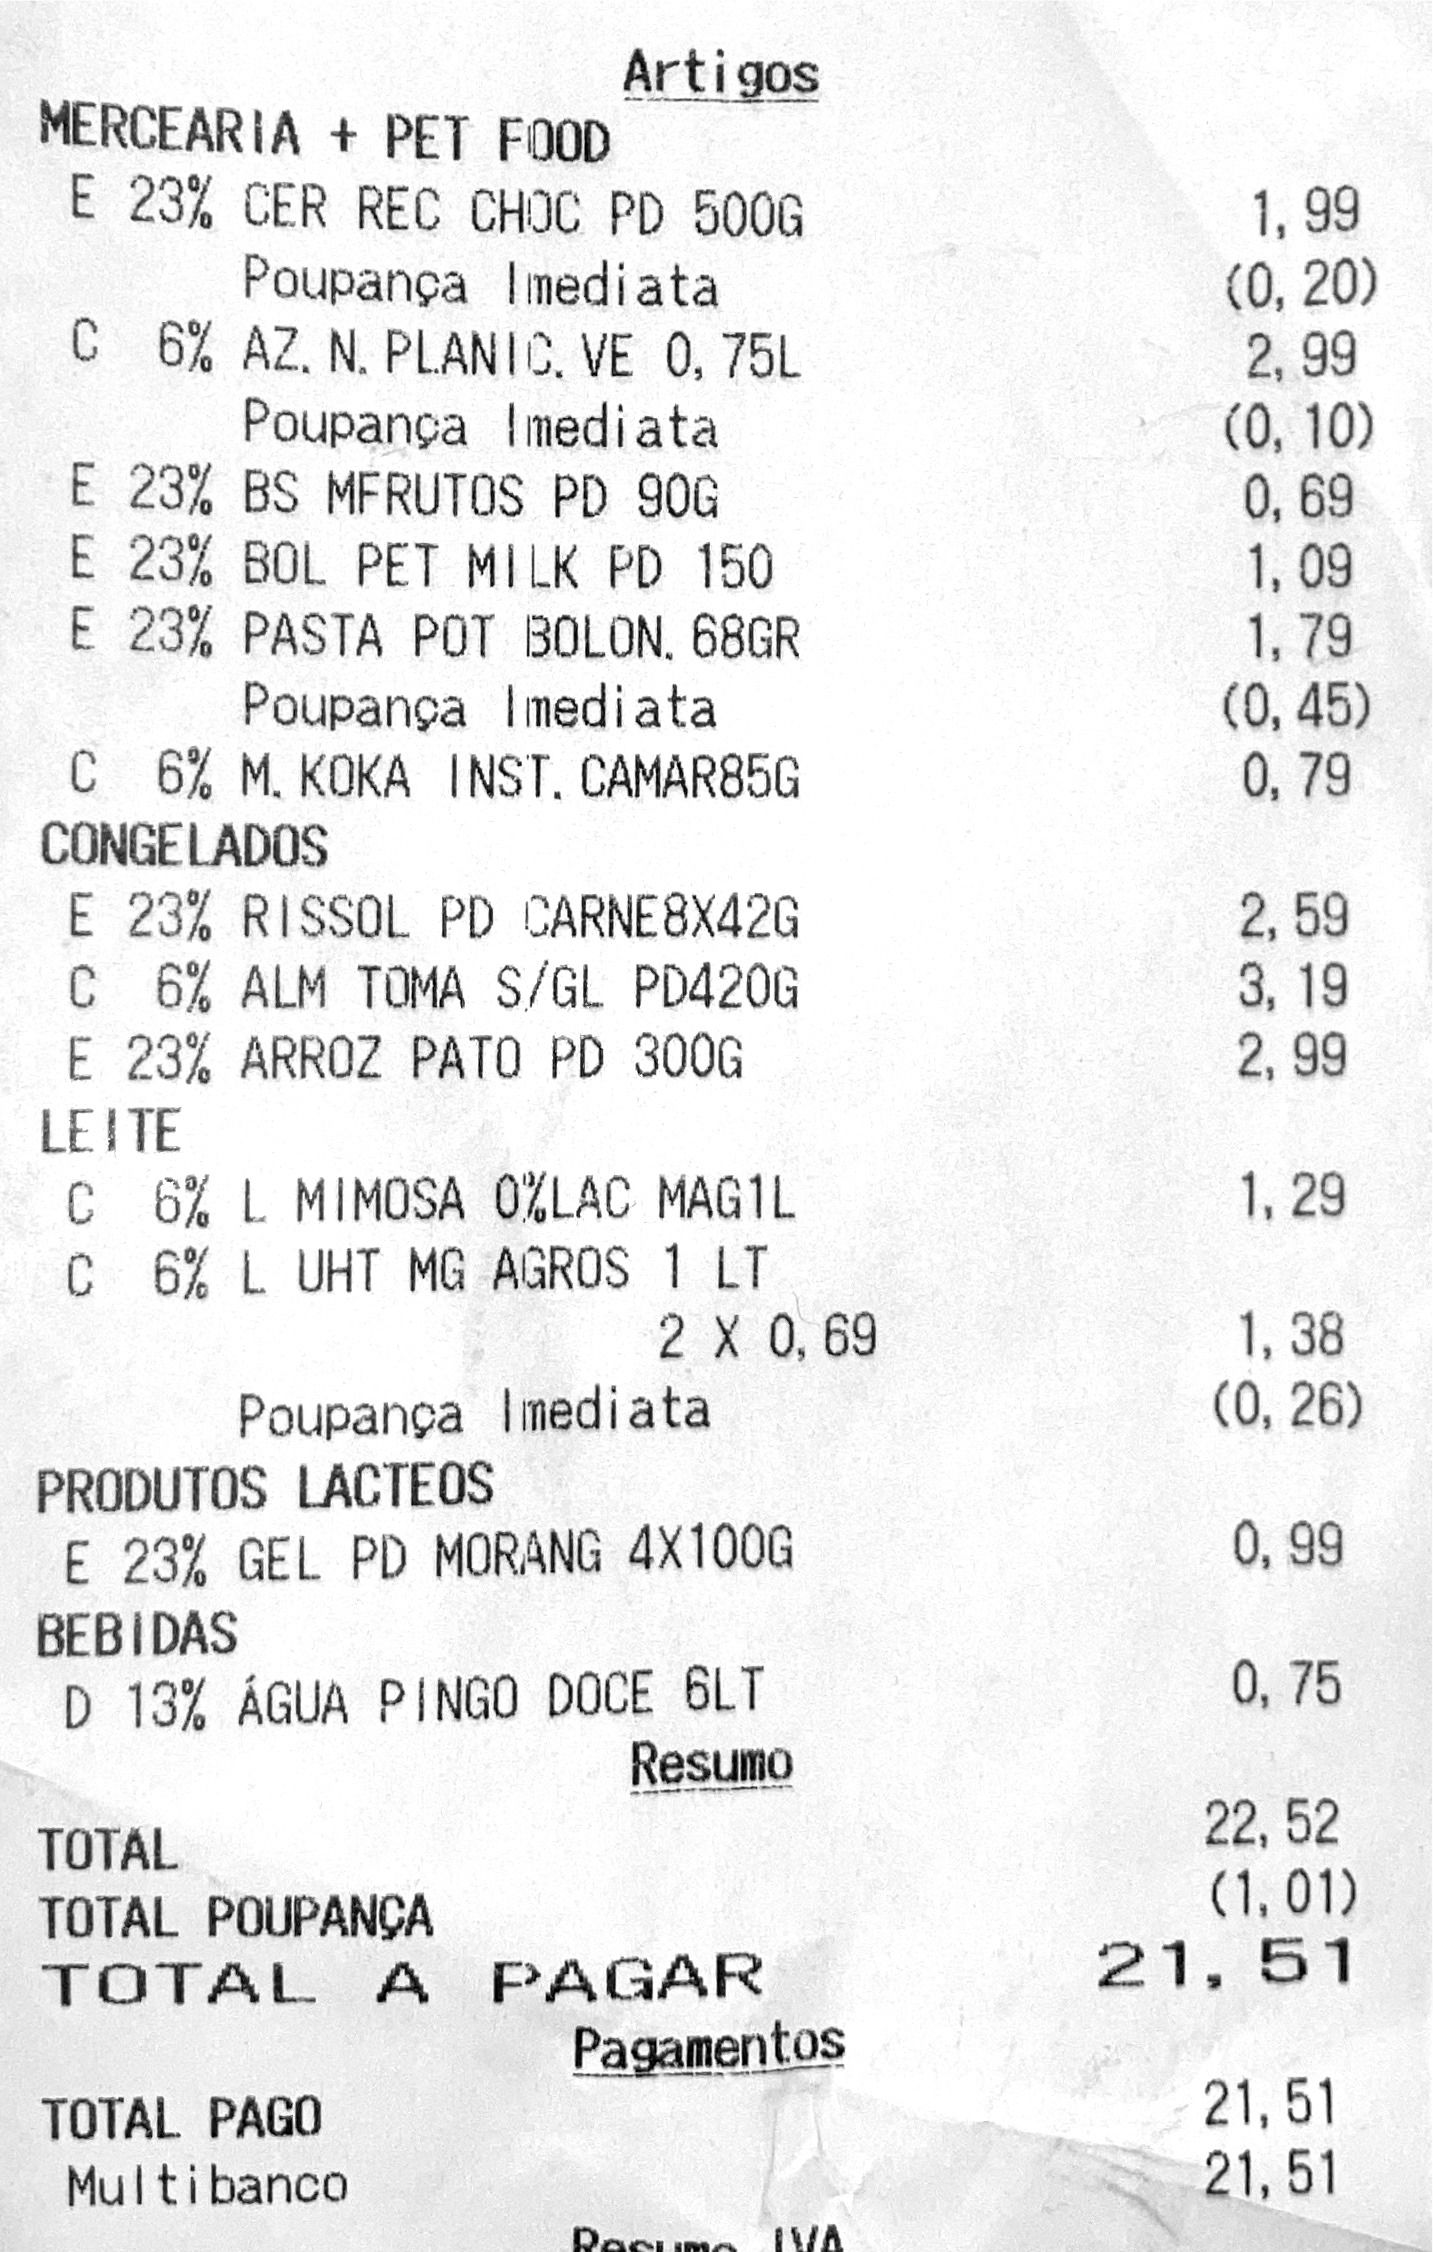 Artigos
MERCEARIA + PET FOOD
E 23% CER REC CHOC PD 500G 1,99
Poupança Imediata (0,20)
C 6% AZ.N.PLANIC.VE 0,75L 2,99
Poupança Imediata (0,10)
E 23% BS MFRUTOS PD 90G 0,69
E 23% BOL PET MILK PD 150 1,09
E 23% PASTA POT BOLON.68GR 1,79
Poupança Imediata (0,45)
C 6% M.KOKA INST.CAMAR85G 0,79
CONGELADOS
E 23% RISSOL PD CARNE8X42G 2,59
C 6% ALM TOMA S/GL PD420G 3,19
E 23% ARROZ PATO PD 300G 2,99
LEITE
C 6% L MIMOSA 0%LAC MAG1L 1,29
C 6% L UHT MG AGROS 1 LT
2 X 0,69 1,38
Poupança Imediata (0,26)
PRODUTOS LACTEOS
E 23% GEL PD MORANG 4X100G 0,99
BEBIDAS
D 13% ÁGUA PINGO DOCE 6LT 0,75
Resumo
TOTAL 22,52
TOTAL POUPANÇA (1,01)
TOTAL A PAGAR 21,51
Pagamentos
TOTAL PAGO 21,51
Multibanco 21,51
Resumo IVA